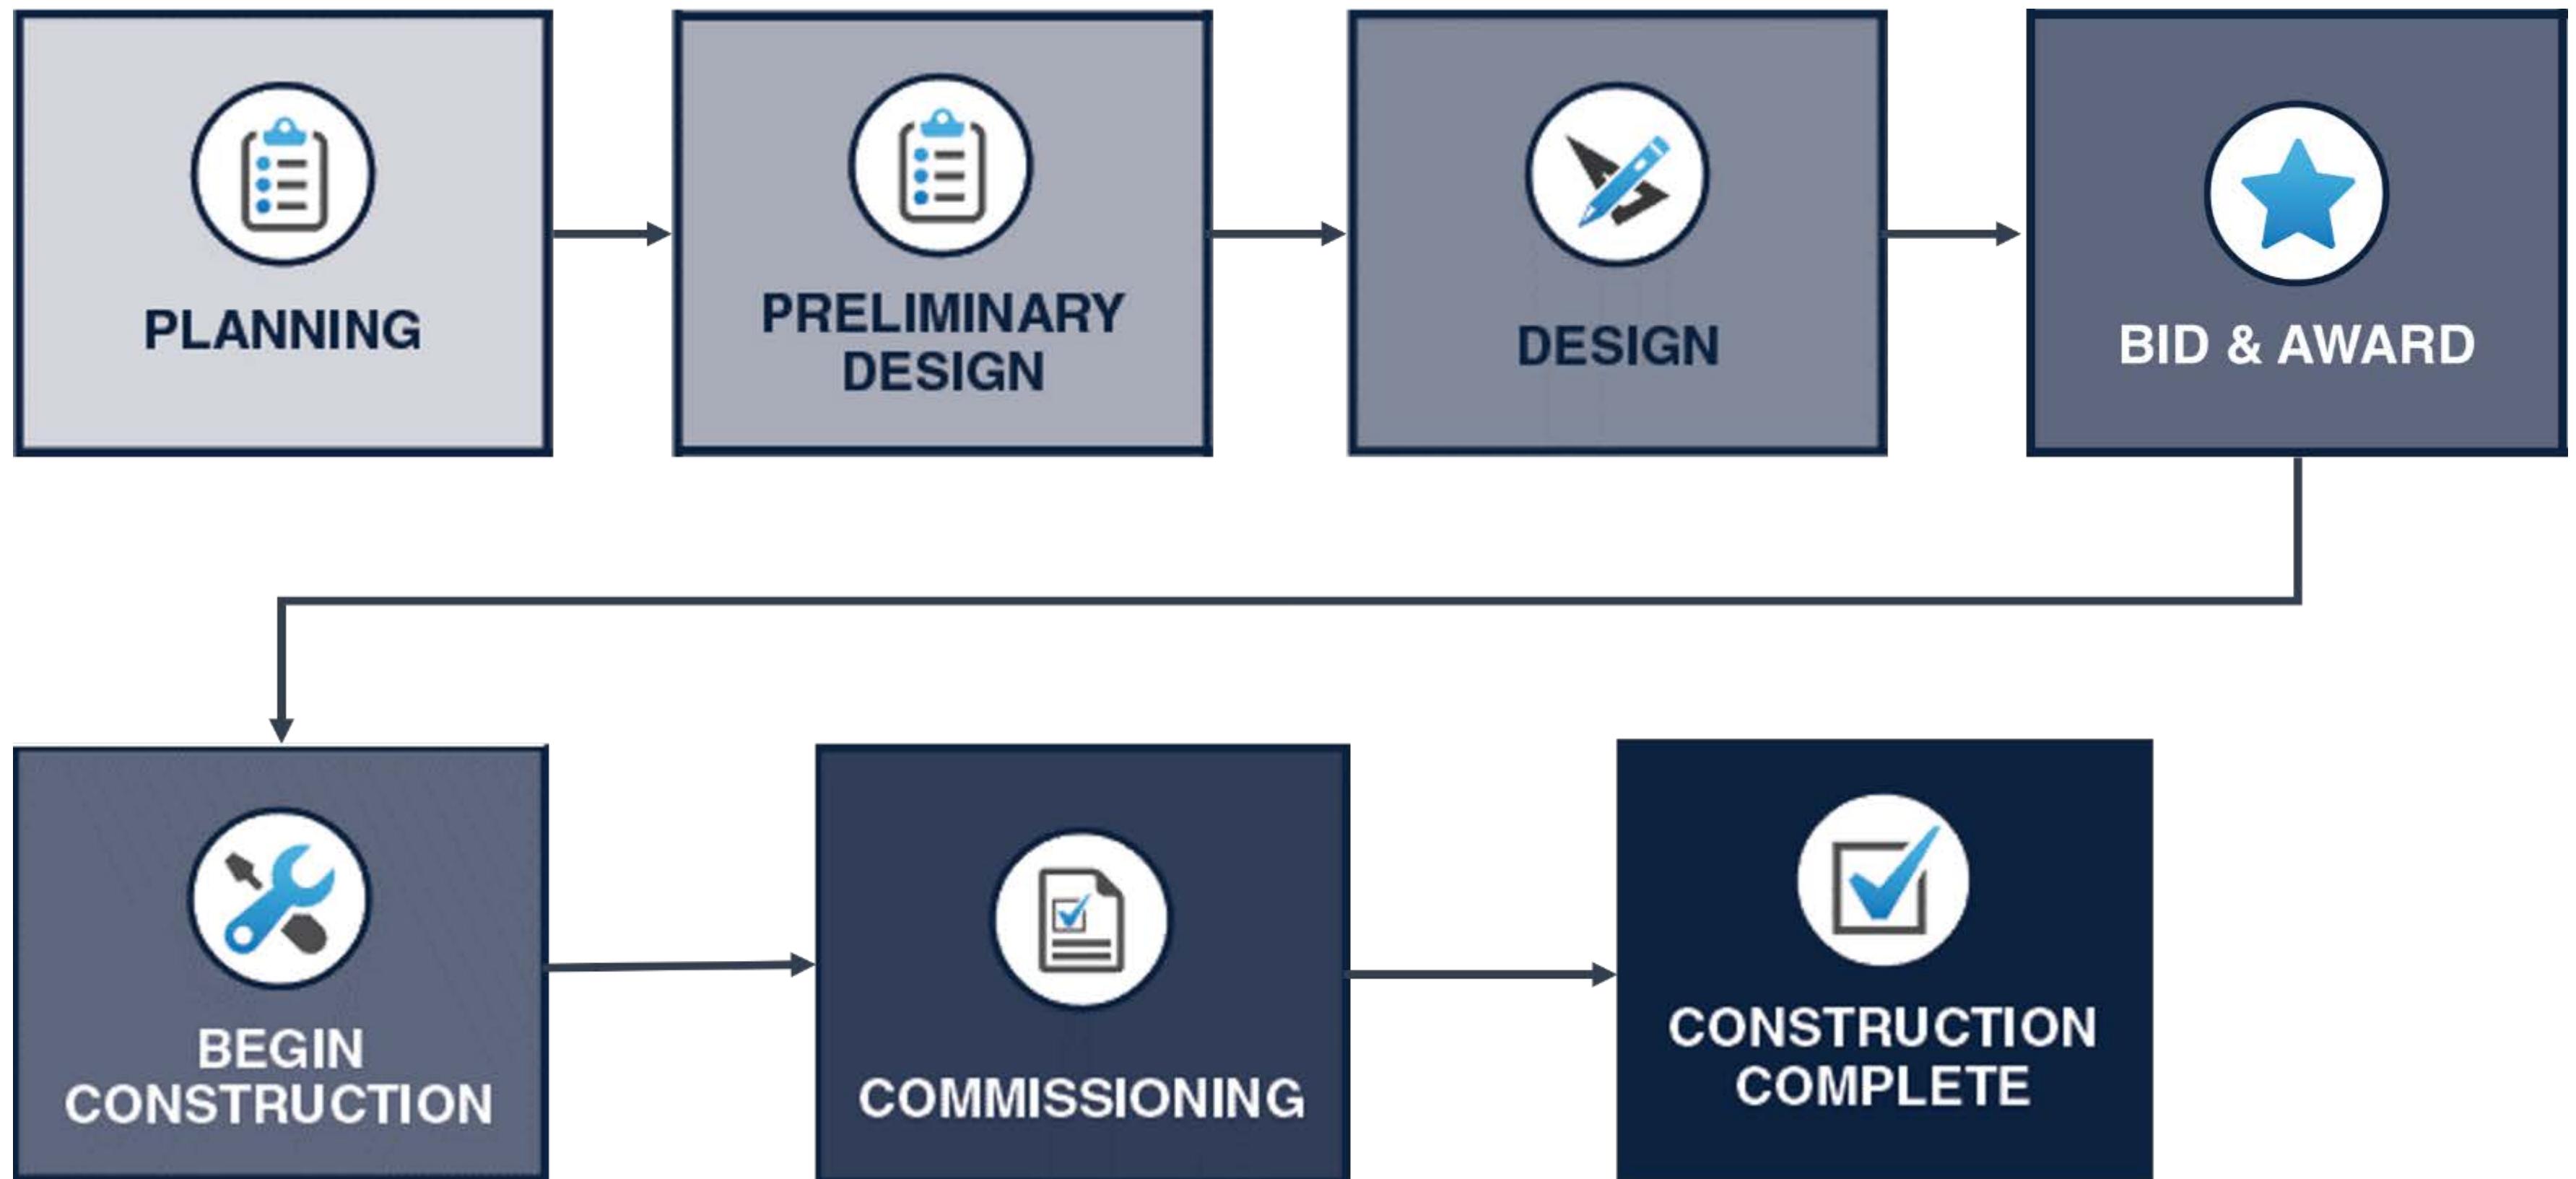 PLANNING
PRELIMINARY
DESIGN
DESIGN
BID & AWARD
BEGIN
CONSTRUCTION
COMMISSIONING
CONSTRUCTION
COMPLETE